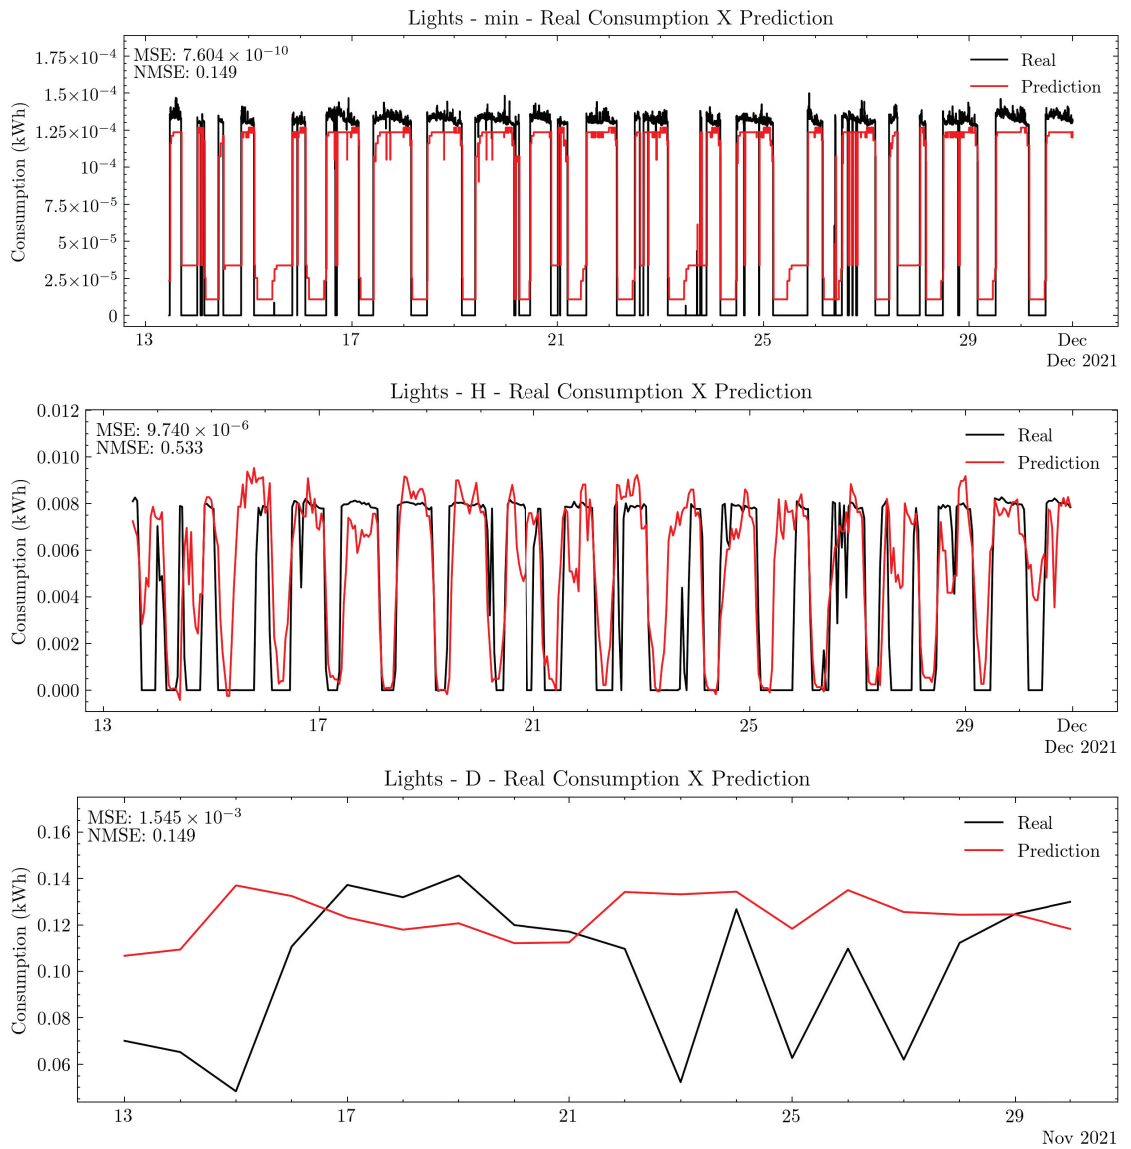 Lights - min - Real Consumption X Prediction
MSE: 7.604 × 10⁻¹⁰
NMSE: 0.149
Real
Prediction
Consumption (kWh)
1.75×10⁻⁴
1.5×10⁻⁴
1.25×10⁻⁴
10⁻⁴
7.5×10⁻⁵
5×10⁻⁵
2.5×10⁻⁵
0
13 17 21 25 29 Dec
Dec 2021
Lights - H - Real Consumption X Prediction
MSE: 9.740 × 10⁻⁶
NMSE: 0.533
Real
Prediction
Consumption (kWh)
0.012
0.010
0.008
0.006
0.004
0.002
0.000
13 17 21 25 29 Dec
Dec 2021
Lights - D - Real Consumption X Prediction
MSE: 1.545 × 10⁻³
NMSE: 0.149
Real
Prediction
Consumption (kWh)
0.16
0.14
0.12
0.10
0.08
0.06
13 17 21 25 29
Nov 2021